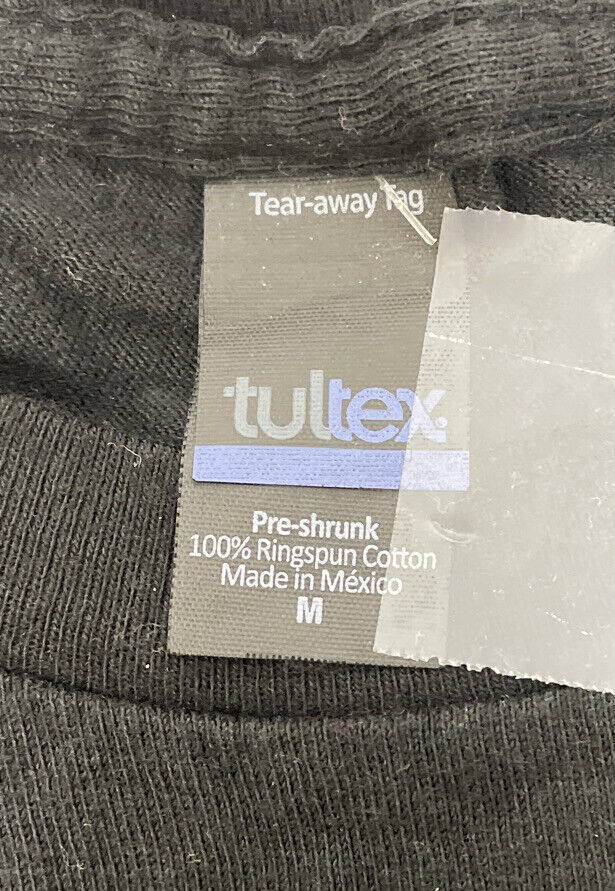 Tear-away Tag
tultex
Pre-shrunk
100% Ringspun Cotton
Made in México
M